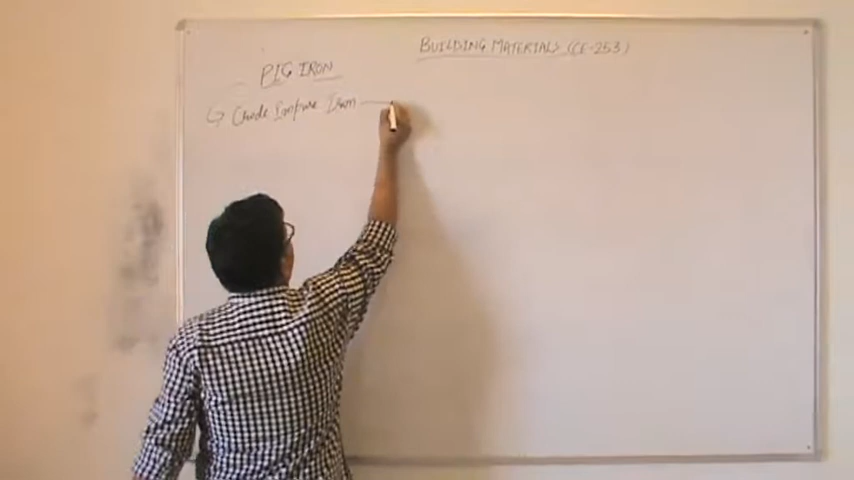 BUILDING MATERIALS (CE-253)
PIG IRON
↳ Crude Impure Iron —